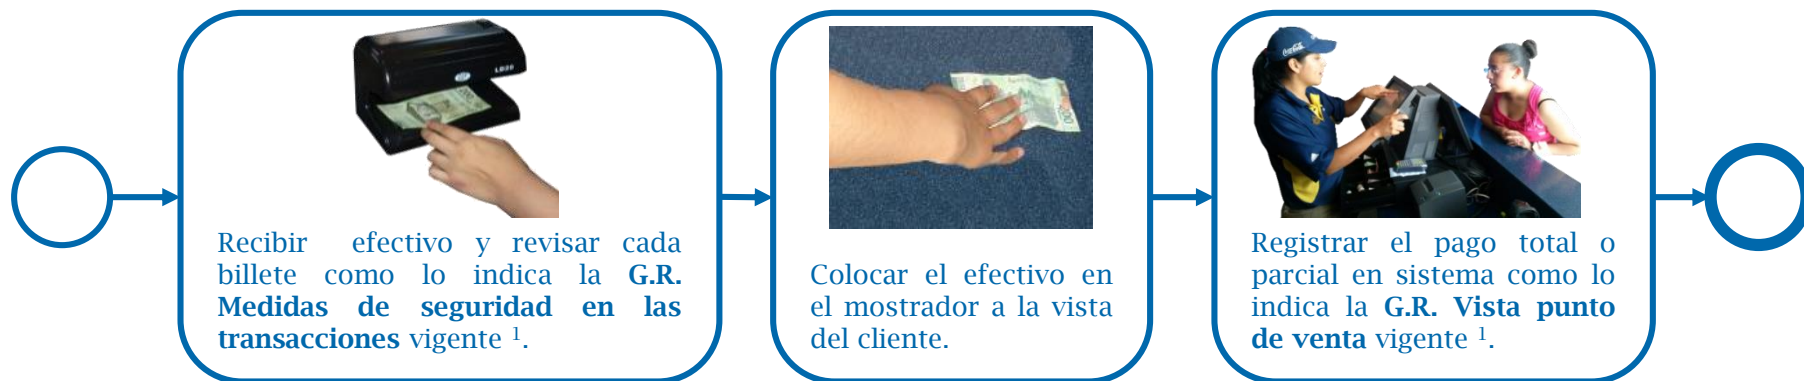 Recibir efectivo y revisar cada
billete como lo indica la G.R.
Medidas de seguridad en las
transacciones vigente 1.
Colocar el efectivo en
el mostrador a la vista
del cliente.
Registrar el pago total o
parcial en sistema como lo
indica la G.R. Vista punto
de venta vigente 1.